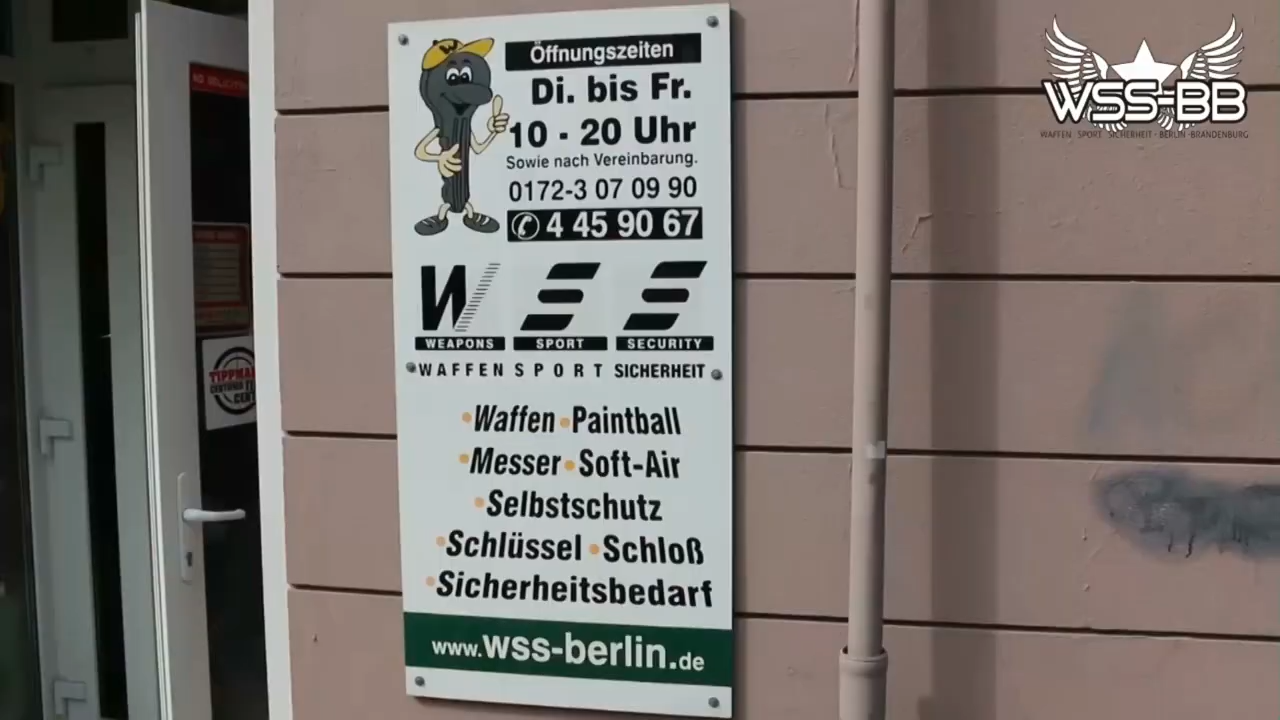 WSS-BB
WAFFEN · SPORT · SICHERHEIT · BERLIN-BRANDENBURG
Öffnungszeiten
Di. bis Fr.
10 - 20 Uhr
Sowie nach Vereinbarung.
0172-3 07 09 90
4 45 90 67
W
WSS
WEAPONS SPORT SECURITY
WAFFEN SPORT SICHERHEIT
•Waffen •Paintball
•Messer •Soft-Air
•Selbstschutz
•Schlüssel •Schloß
•Sicherheitsbedarf
www.wss-berlin.de